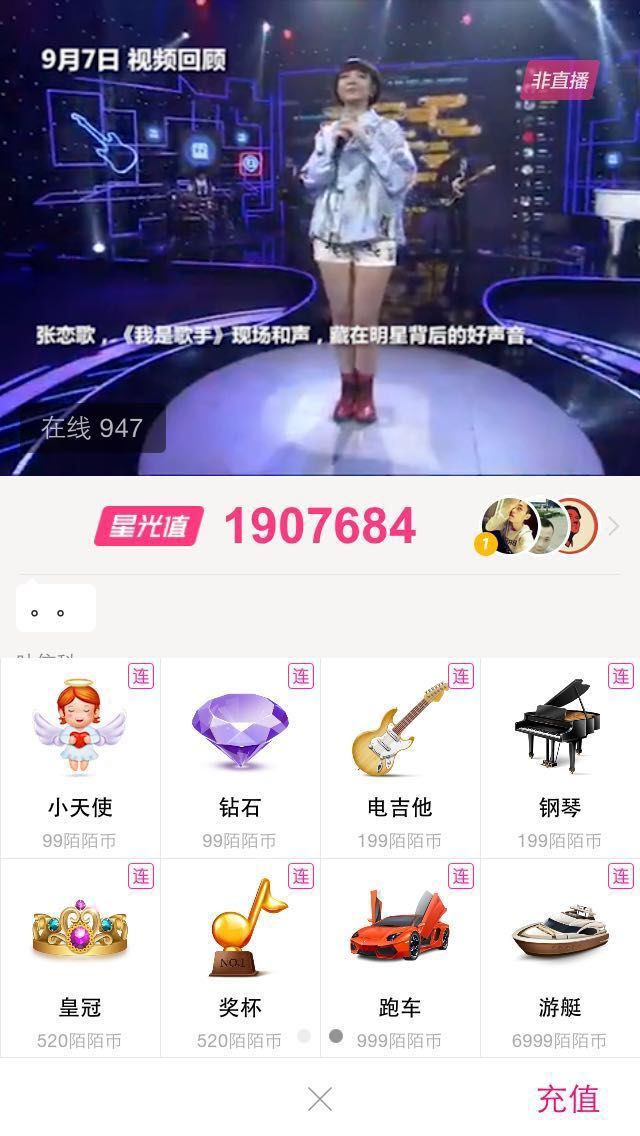 9月7日 视频回顾
非直播
张恋歌，《我是歌手》现场和声，藏在明星背后的好声音。
在线 947
星光值 1907684
1
。。
连 连 连 连
小天使 钻石 电吉他 钢琴
99陌陌币 99陌陌币 199陌陌币 199陌陌币
连 连 连 连
NO.1
皇冠 奖杯 跑车 游艇
520陌陌币 520陌陌币 999陌陌币 6999陌陌币
充值